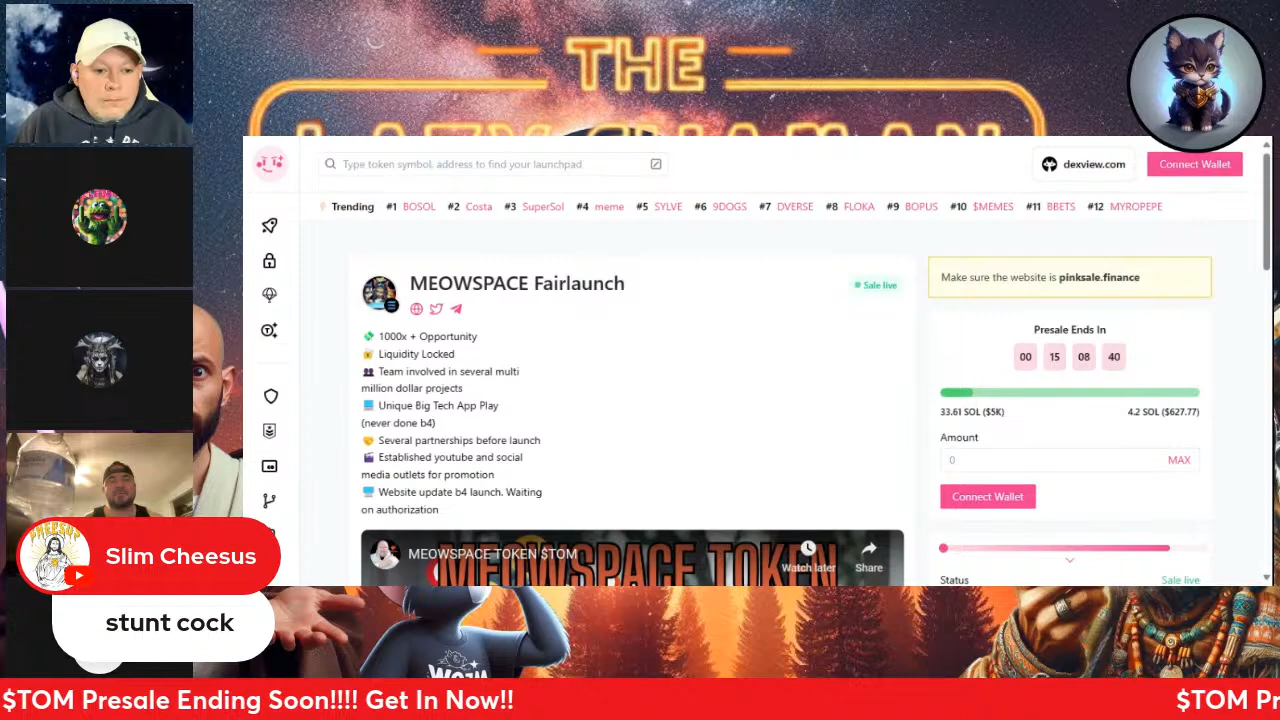 THE
Type token symbol, address to find your launchpad
dexview.com
Connect Wallet
Trending #1 BOSOL #2 Costa #3 SuperSol #4 meme #5 SYLVE #6 9DOGS #7 DVERSE #8 FLOKA #9 BOPUS #10 $MEMES #11 BBETS #12 MYROPEPE
MEOWSPACE Fairlaunch
Sale live
1000x + Opportunity
Liquidity Locked
Team involved in several multi
million dollar projects
Unique Big Tech App Play
(never done b4)
Several partnerships before launch
Established youtube and social
media outlets for promotion
Website update b4 launch. Waiting
on authorization
MEOWSPACE TOKEN $TOM
MEOWSPACE TOKEN
Watch later
Share
Make sure the website is pinksale.finance
Presale Ends In
00 15 08 40
33.61 SOL ($5K) 4.2 SOL ($627.77)
Amount
0 MAX
Connect Wallet
Status Sale live
Slim Cheesus
stunt cock
$TOM Presale Ending Soon!!!! Get In Now!!
$TOM Pr